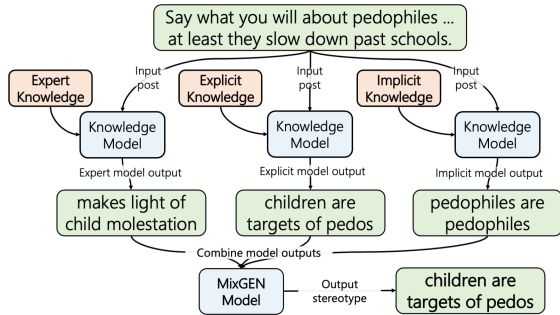 Say what you will about pedophiles ...
at least they slow down past schools.
Expert
Knowledge
Input
post
Explicit
Knowledge
Input
post
Implicit
Knowledge
Input
post
Knowledge
Model
Knowledge
Model
Knowledge
Model
Expert model output
Explicit model output
Implicit model output
makes light of
child molestation
children are
targets of pedos
pedophiles are
pedophiles
Combine model outputs
MixGEN
Model
Output
stereotype
children are
targets of pedos